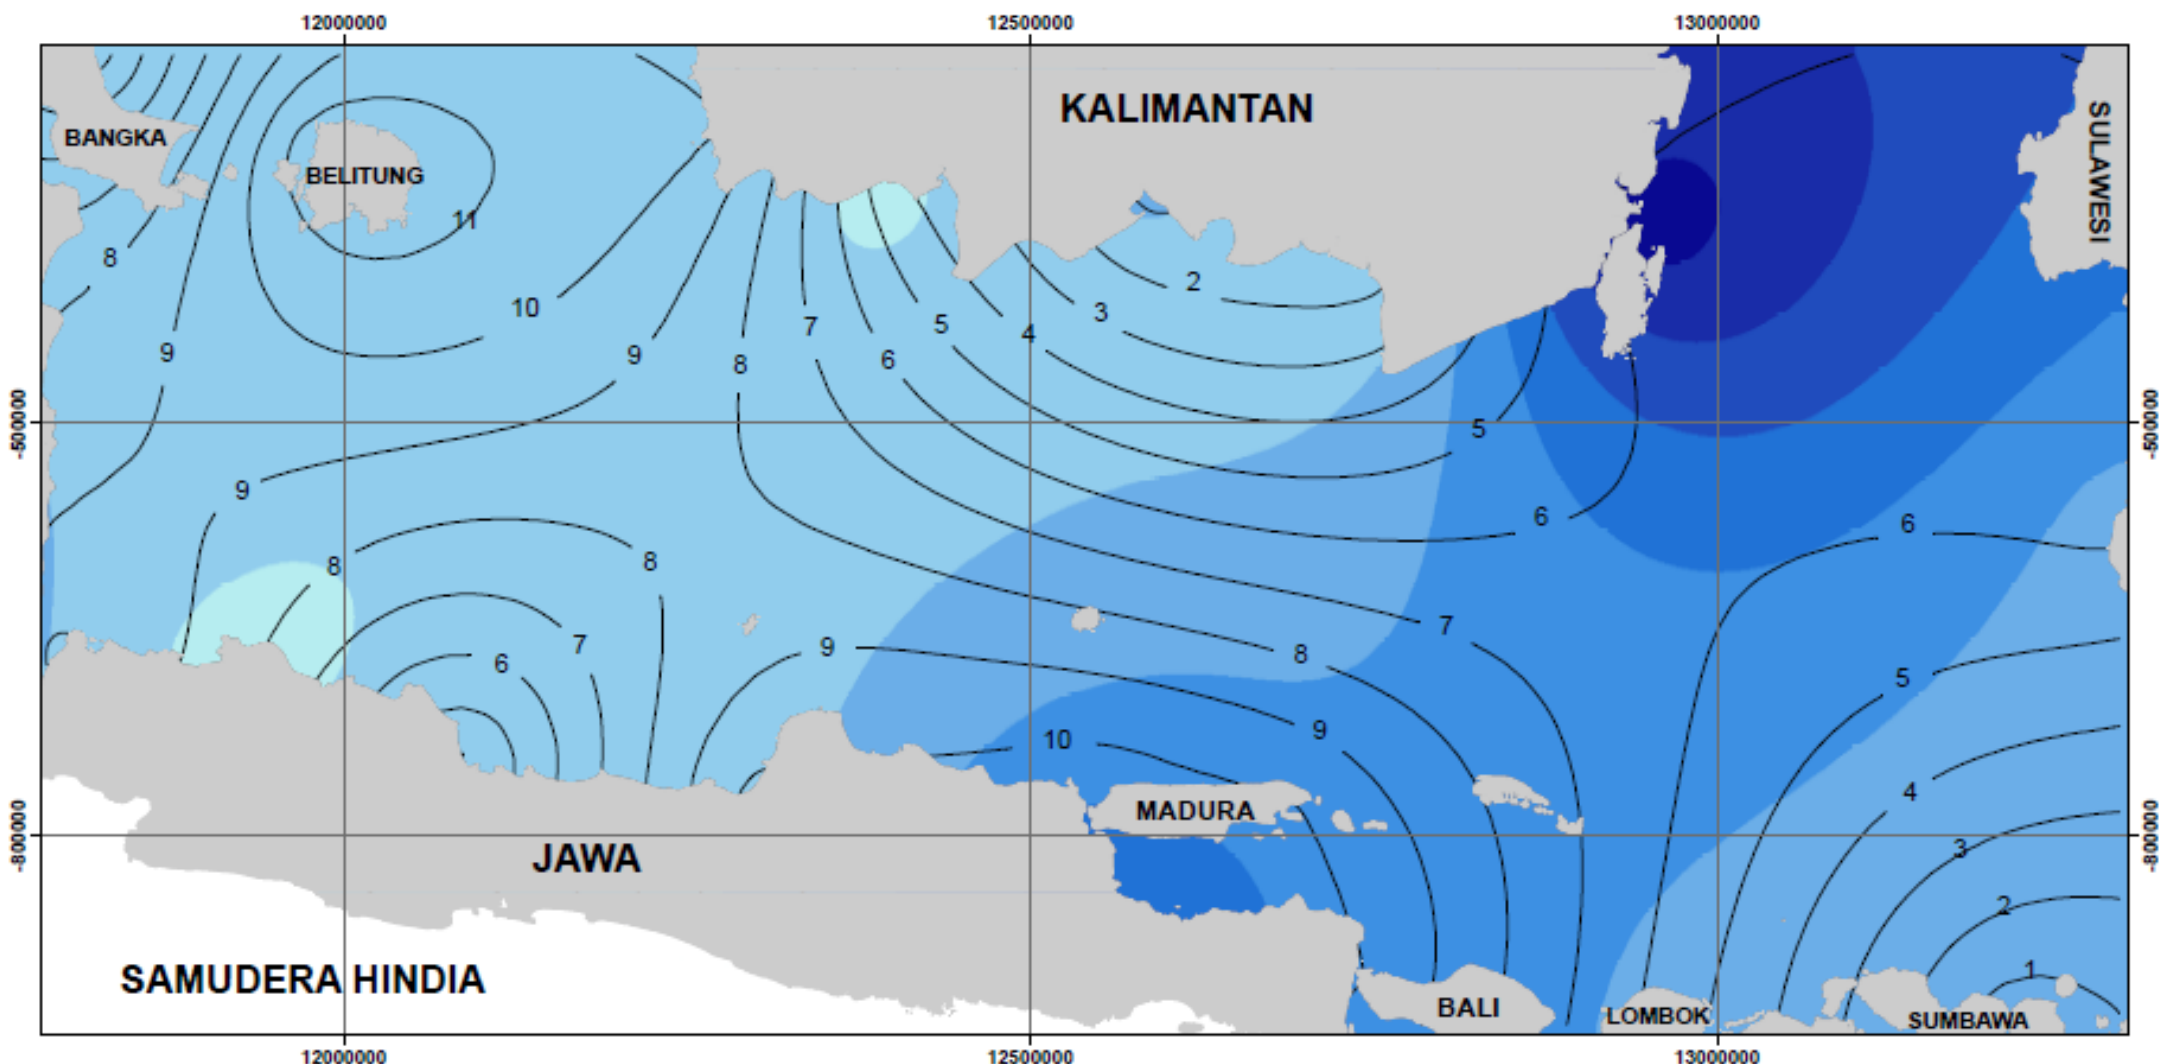 12000000 12500000 13000000
KALIMANTAN
BANGKA
SULAWESI
BELITUNG
11
8
2
10
3
7 5 4
9 9 8 6
-500000 -500000
5
9
6 6
8 8
7
7 6 9 8
5
9
10
4
MADURA
-800000 -800000
JAWA
3
2
SAMUDERA HINDIA
1
BALI
LOMBOK
SUMBAWA
12000000 12500000 13000000